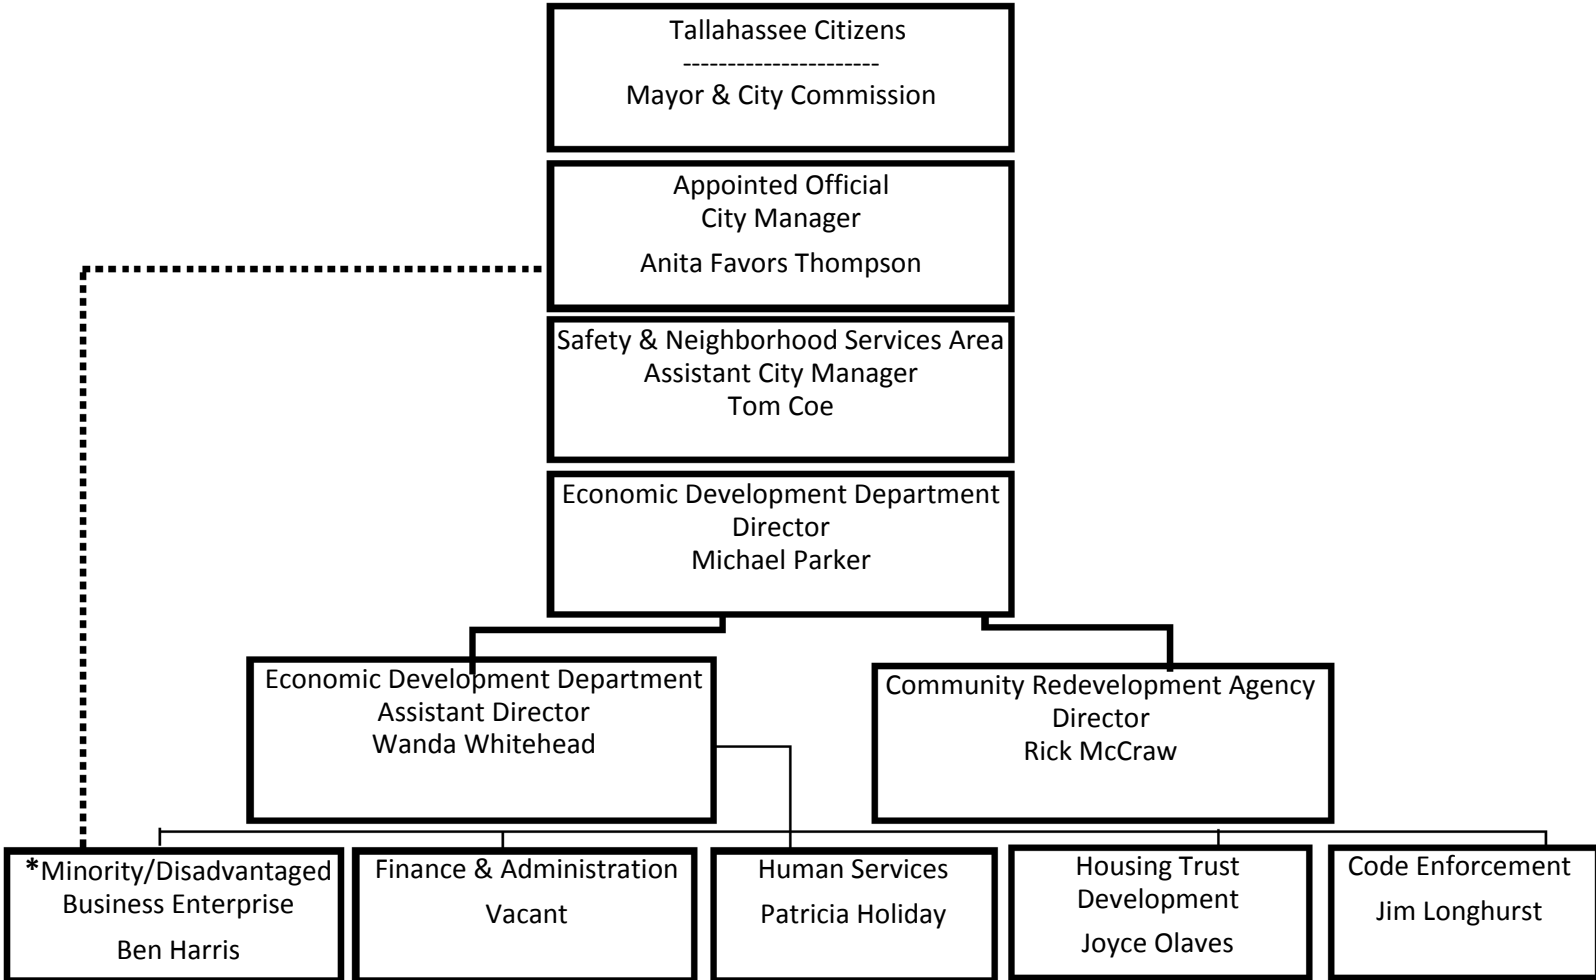 Tallahassee Citizens
----------------------
Mayor & City Commission
Appointed Official
City Manager
Anita Favors Thompson
Safety & Neighborhood Services Area
Assistant City Manager
Tom Coe
Economic Development Department
Director
Michael Parker
Economic Development Department
Assistant Director
Wanda Whitehead
Community Redevelopment Agency
Director
Rick McCraw
*Minority/Disadvantaged
Business Enterprise
Ben Harris
Finance & Administration
Vacant
Human Services
Patricia Holiday
Housing Trust
Development
Joyce Olaves
Code Enforcement
Jim Longhurst